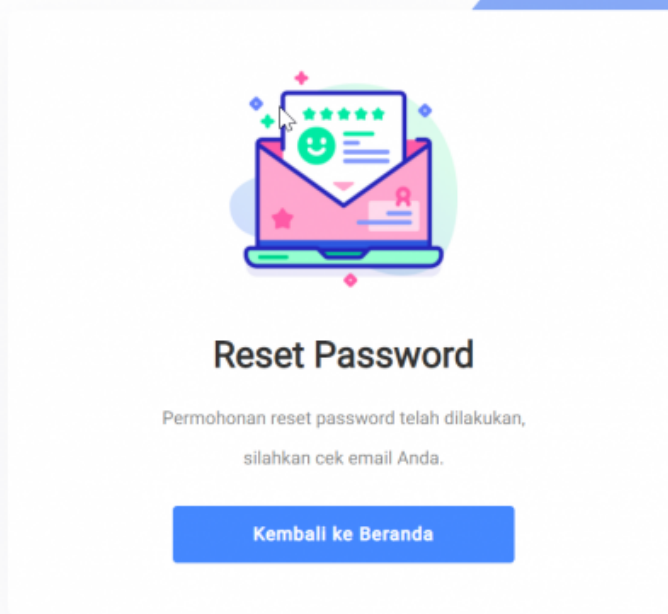 Reset Password
Permohonan reset password telah dilakukan,
silahkan cek email Anda.
Kembali ke Beranda